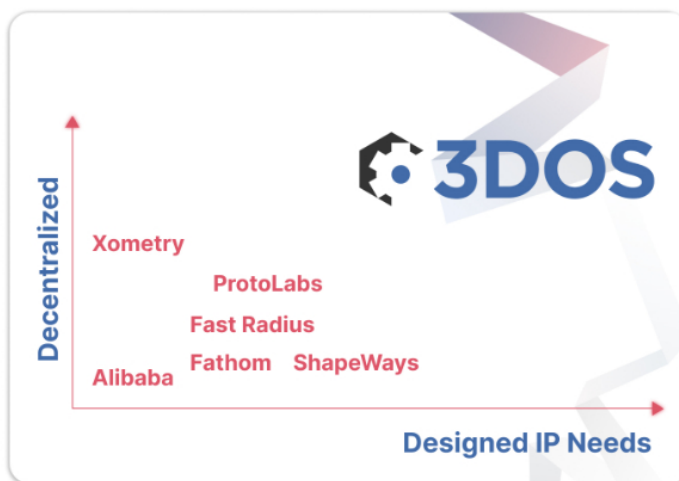 3DOS
Decentralized
Xometry
ProtoLabs
Fast Radius
Fathom ShapeWays
Alibaba
Designed IP Needs